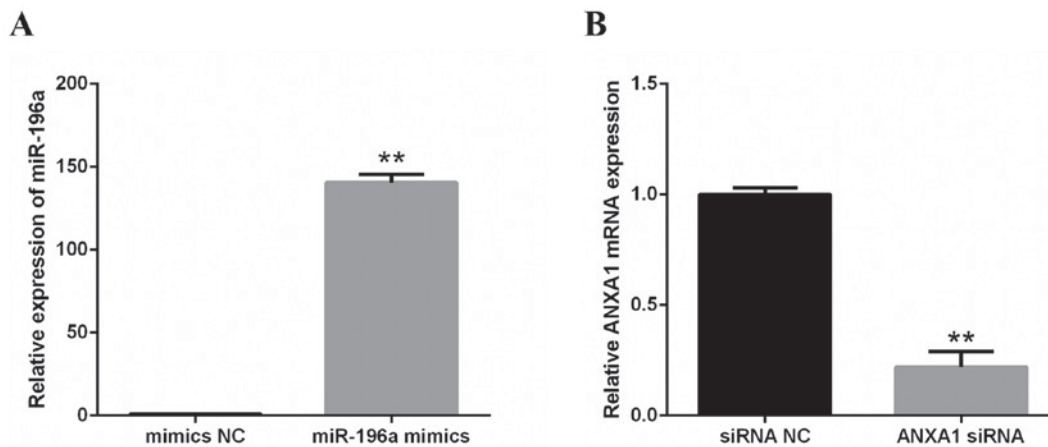 A
Relative expression of miR-196a
200
150
100
50
0
**
mimics NC
miR-196a mimics
B
Relative ANXA1 mRNA expression
1.5
1.0
0.5
0.0
**
siRNA NC
ANXA1 siRNA